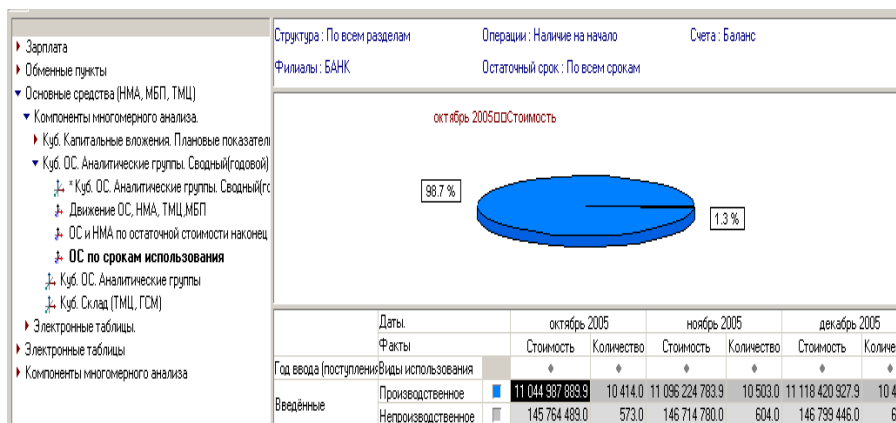 Зарплата
Обменные пункты
Основные средства (НМА, МБП, ТМЦ)
Компоненты многомерного анализа.
Куб. Капитальные вложения. Плановые показател
Куб. ОС. Аналитические группы. Сводный(годовой)
* Куб. ОС. Аналитические группы. Сводный(го
Движение ОС, НМА, ТМЦ,МБП
ОС и НМА по остаточной стоимости наконец
ОС по срокам использования
Куб. ОС. Аналитические группы
Куб. Склад (ТМЦ, ГСМ)
Электронные таблицы.
Электронные таблицы
Компоненты многомерного анализа
Структура : По всем разделам Операции : Наличие на начало Счета : Баланс
Филиалы : БАНК Остаточный срок : По всем срокам
октябрь 2005□□Стоимость
98.7 %
1.3 %
Даты. октябрь 2005 ноябрь 2005 декабрь 2005
Факты Стоимость Количество Стоимость Количество Стоимость Количе
Год ввода (поступления Виды использования
Введённые
Производственное 11 044 987 889.9 10 414.0 11 096 224 783.9 10 503.0 11 118 420 927.9 10 4
Непроизводственное 145 764 489.0 573.0 146 714 780.0 604.0 146 799 446.0 6